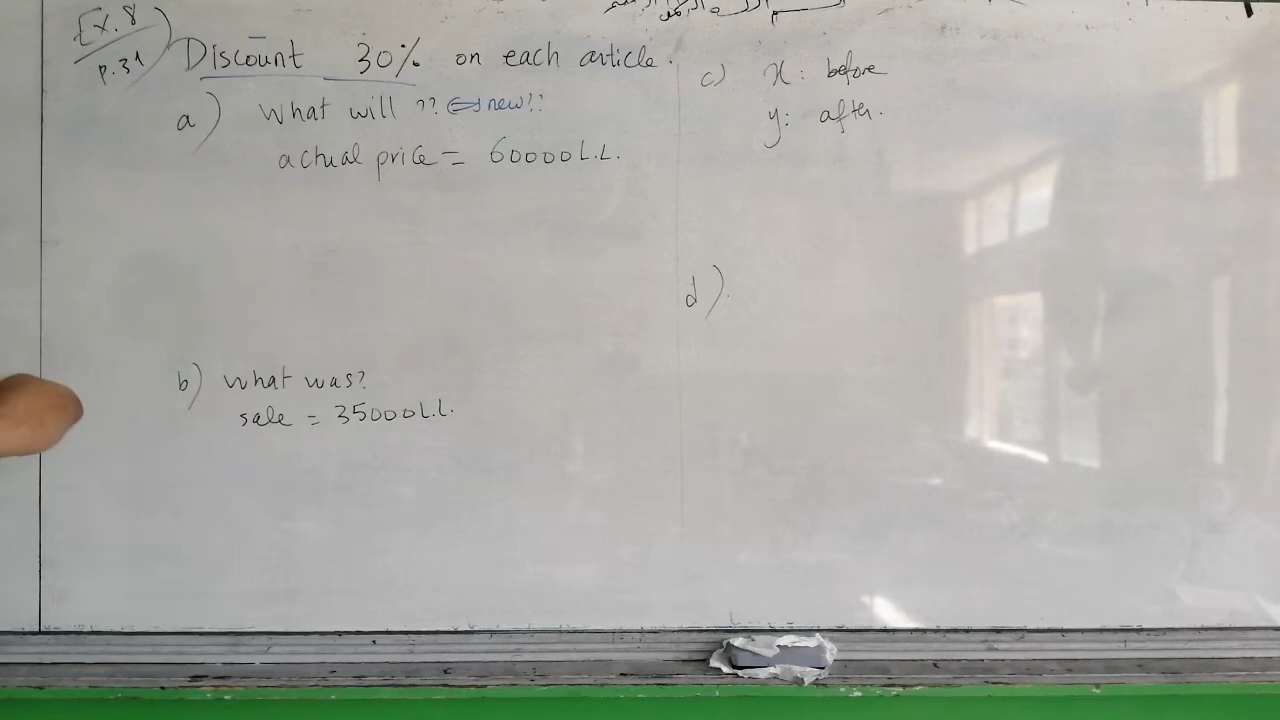 Ex. 8
p.31
Discount 30% on each article.
a) What will ?? ⇔ new??
actual price = 60000 L.L.
b) what was?
sale = 35000 L.L.
c) x: before
y: after.
d).